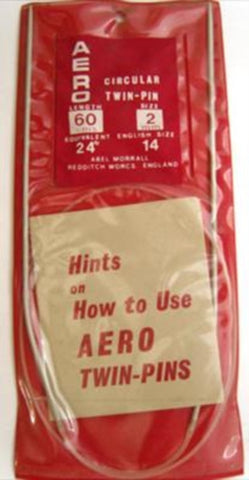 AERO
CIRCULAR
TWIN-PIN
LENGTH SIZE
60 2
EQUIVALENT ENGLISH SIZE
24" 14
ABEL MORRALL
REDDITCH WORCS. ENGLAND
Hints
on
How to Use
AERO
TWIN-PINS